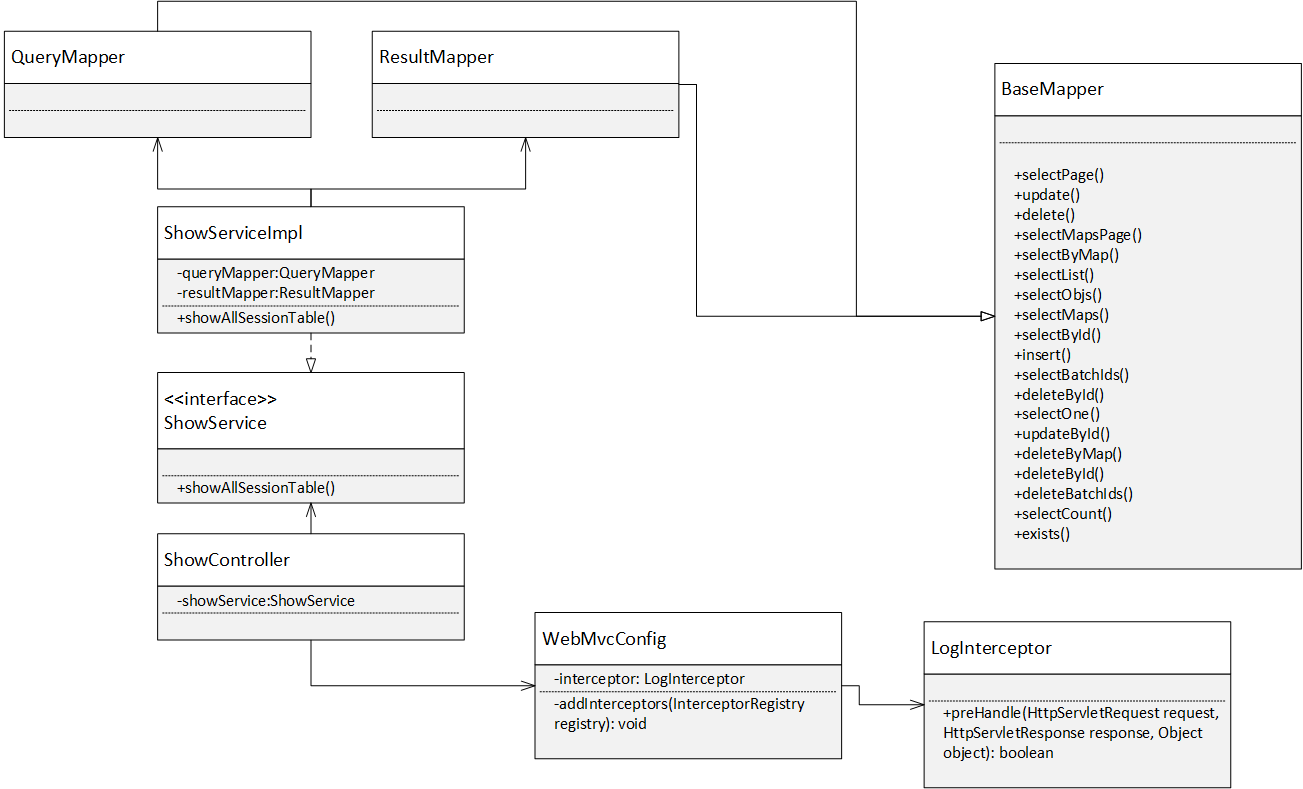 QueryMapper
ResultMapper
BaseMapper
+selectPage()
+update()
+delete()
+selectMapsPage()
+selectByMap()
+selectList()
+selectObjs()
+selectMaps()
+selectById()
+insert()
+selectBatchIds()
+deleteById()
+selectOne()
+updateById()
+deleteByMap()
+deleteById()
+deleteBatchIds()
+selectCount()
+exists()
ShowServiceImpl
-queryMapper:QueryMapper
-resultMapper:ResultMapper
+showAllSessionTable()
<<interface>>
ShowService
+showAllSessionTable()
ShowController
-showService:ShowService
WebMvcConfig
-interceptor: LogInterceptor
-addInterceptors(InterceptorRegistry
registry): void
LogInterceptor
+preHandle(HttpServletRequest request,
HttpServletResponse response, Object
object): boolean